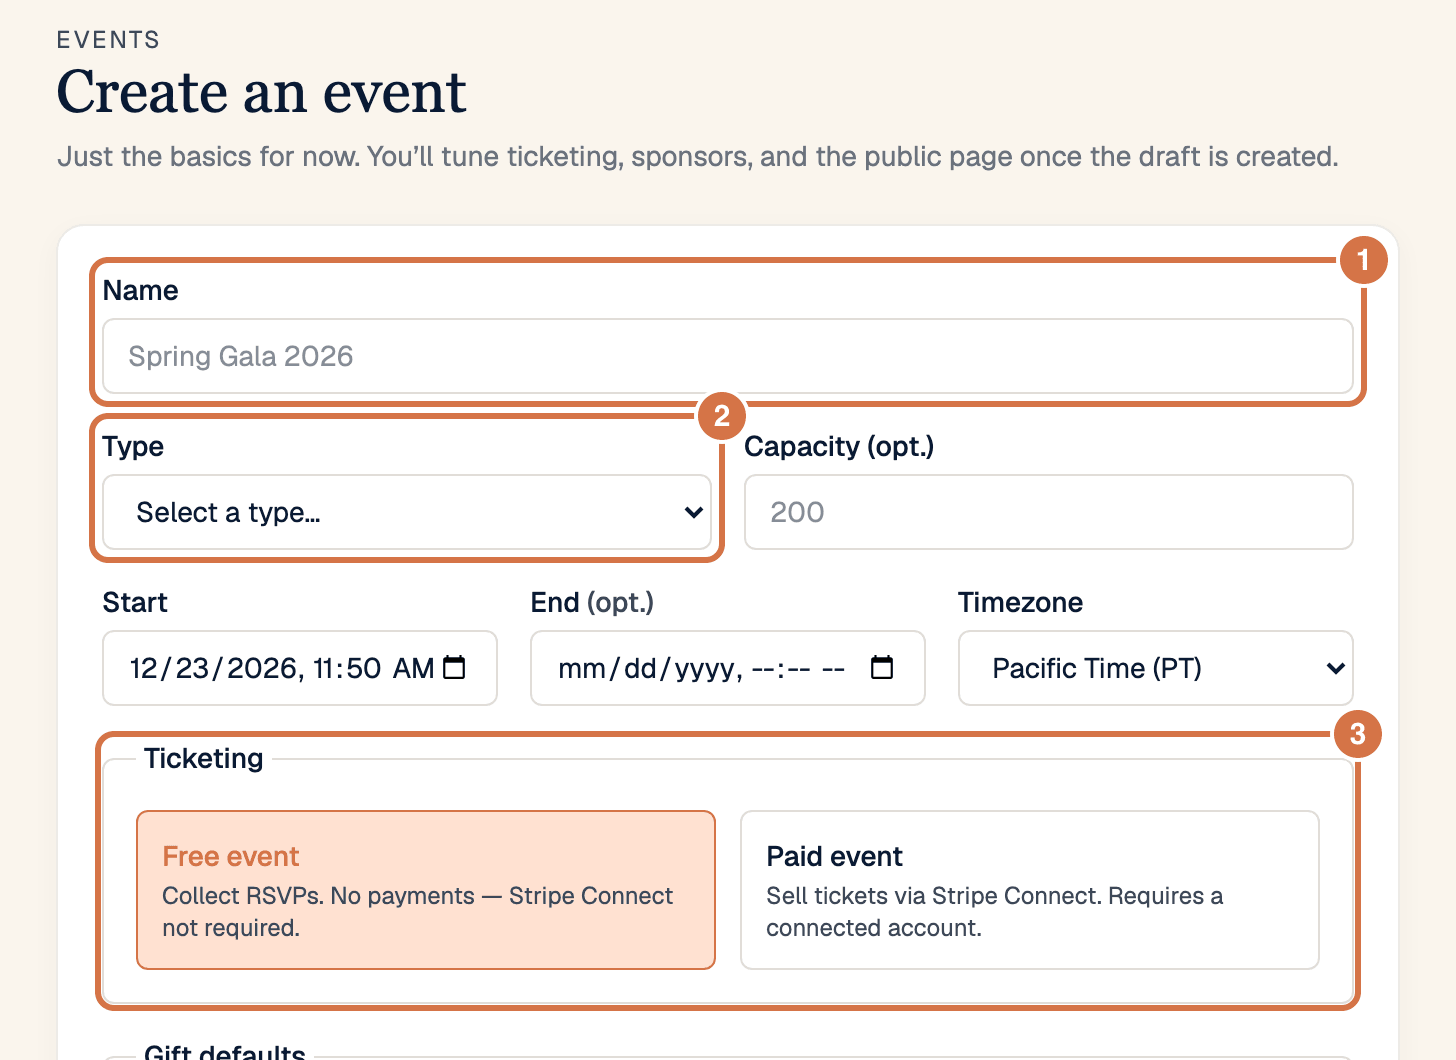 EVENTS
Create an event
Just the basics for now. You’ll tune ticketing, sponsors, and the public page once the draft is created.
1
Name
Spring Gala 2026
2
Type
Capacity (opt.)
Select a type...
200
Start
End (opt.)
Timezone
12/23/2026, 11:50 AM
mm/dd/yyyy, --:-- --
Pacific Time (PT)
3
Ticketing
Free event
Collect RSVPs. No payments — Stripe Connect
not required.
Paid event
Sell tickets via Stripe Connect. Requires a
connected account.
Gift defaults